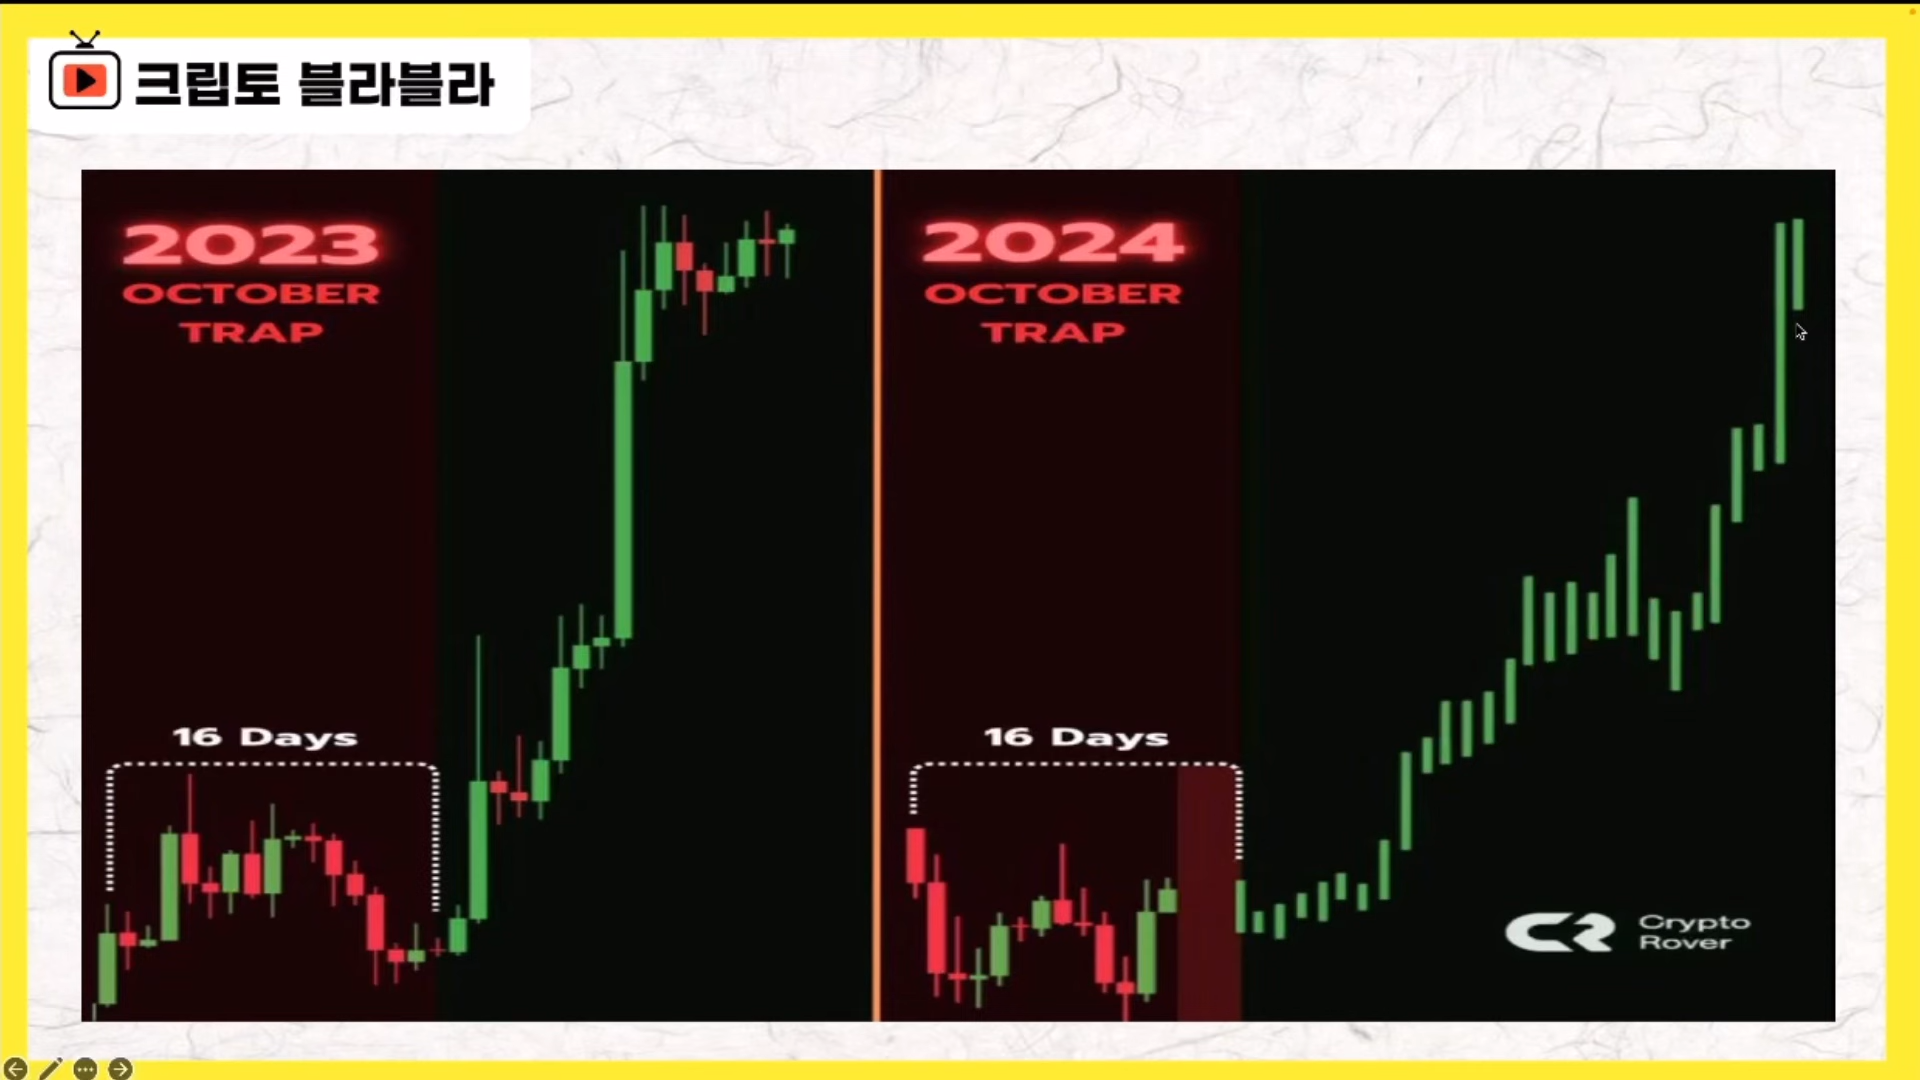 크립토 블라블라
2023
OCTOBER
TRAP
16 Days
2024
OCTOBER
TRAP
16 Days
CR
Crypto
Rover